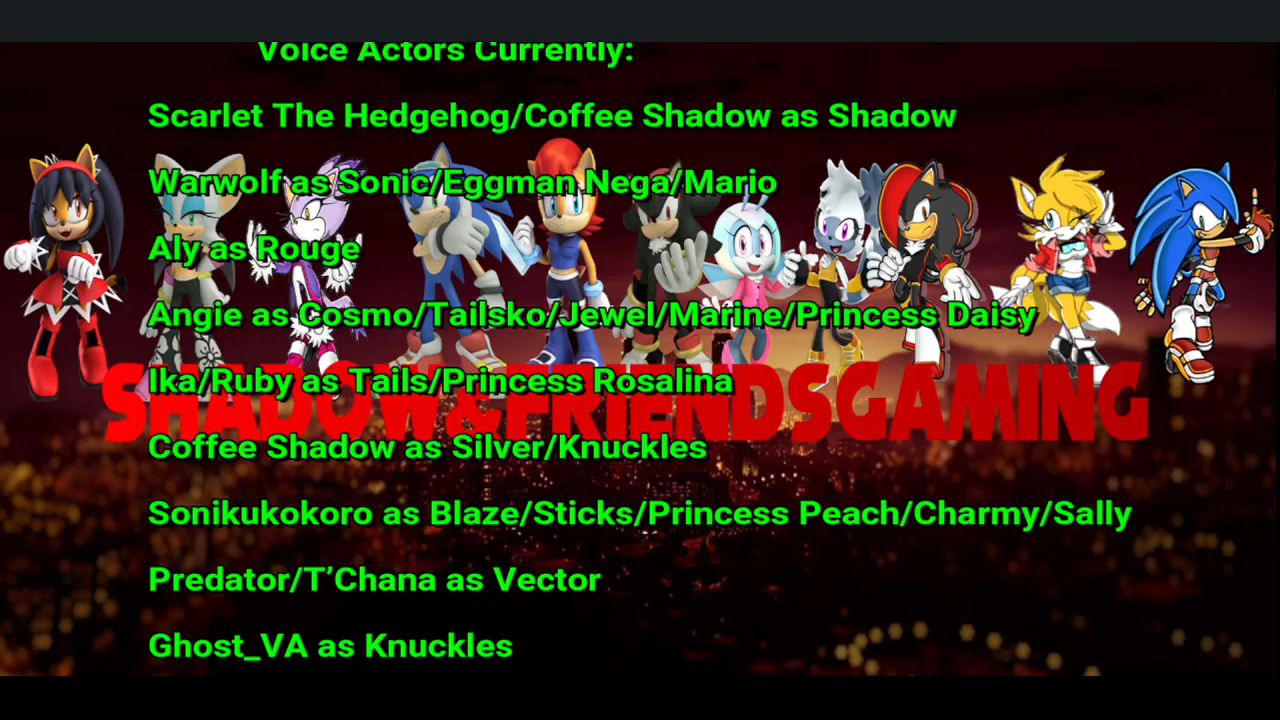 Voice Actors Currently:
Scarlet The Hedgehog/Coffee Shadow as Shadow
Warwolf as Sonic/Eggman Nega/Mario
Aly as Rouge
Angie as Cosmo/Tailsko/Jewel/Marine/Princess Daisy
Ika/Ruby as Tails/Princess Rosalina
SHADOW&FRIENDSGAMING
Coffee Shadow as Silver/Knuckles
Sonikukokoro as Blaze/Sticks/Princess Peach/Charmy/Sally
Predator/T’Chana as Vector
Ghost_VA as Knuckles